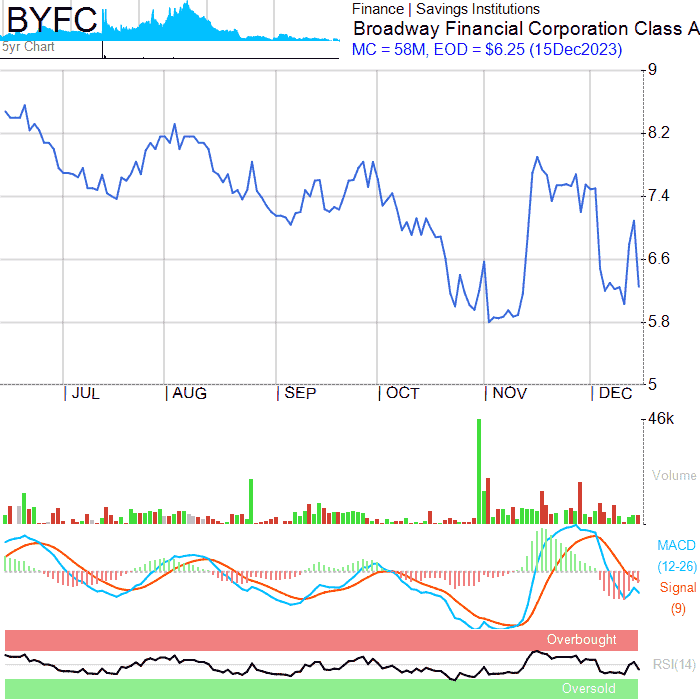 BYFC
5yr Chart
Finance | Savings Institutions
Broadway Financial Corporation Class A
MC = 58M, EOD = $6.25 (15Dec2023)
9
8.2
7.4
6.6
5.8
5
| JUL | AUG | SEP | OCT | NOV | DEC
46k
Volume
MACD
(12-26)
Signal
(9)
Overbought
RSI(14)
Oversold